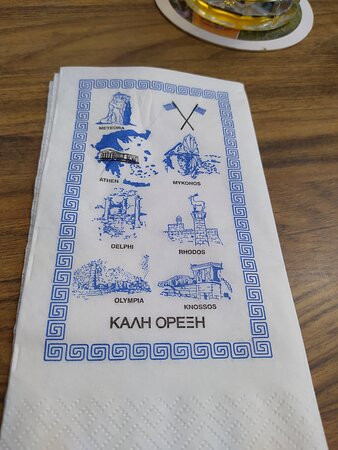 METEORA
ATHEN
MYKONOS
DELPHI
RHODOS
OLYMPIA
KNOSSOS
ΚΑΛΗ ΟΡΕΞΗ